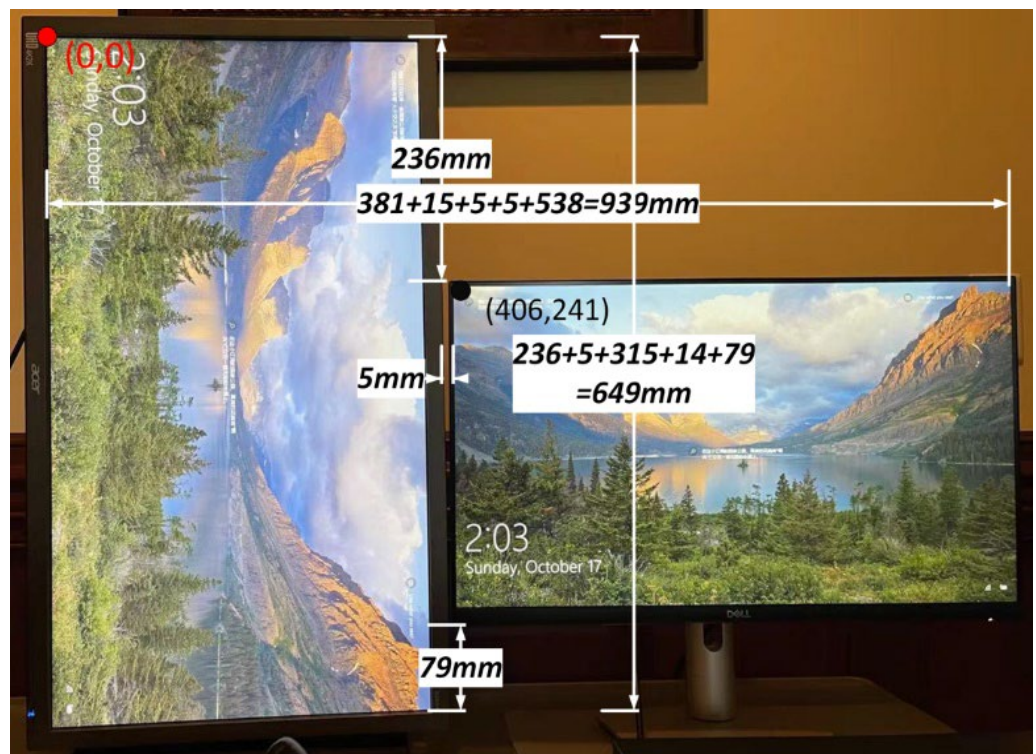 (0,0)
2:03
Sunday, October 17
236mm
381+15+5+5+538=939mm
(406,241)
236+5+315+14+79
=649mm
5mm
acer
2:03
Sunday, October 17
DELL
79mm